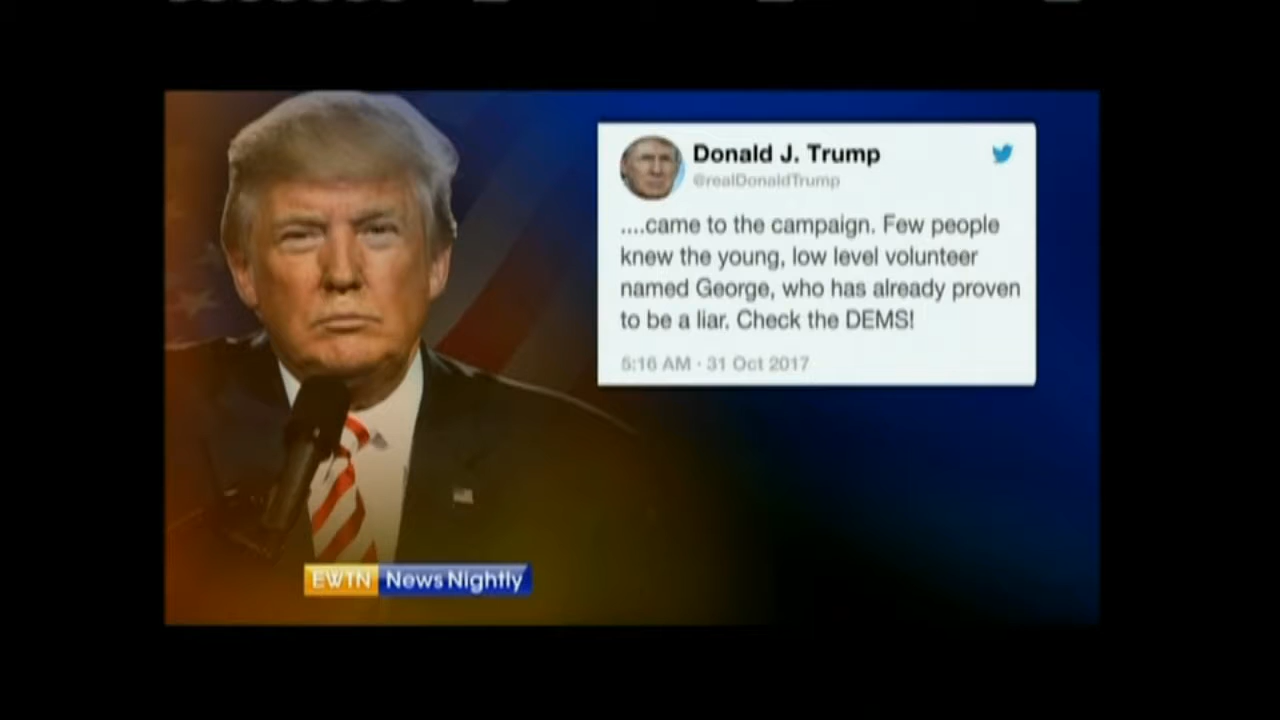 Donald J. Trump
@realDonaldTrump
....came to the campaign. Few people
knew the young, low level volunteer
named George, who has already proven
to be a liar. Check the DEMS!
5:16 AM · 31 Oct 2017
EWTN News Nightly